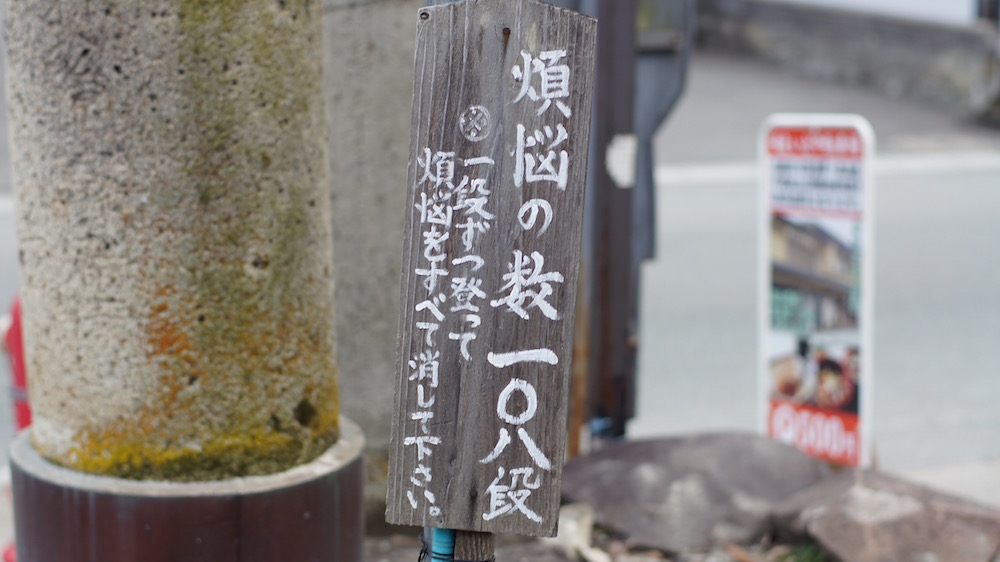 煩悩の数一〇八段
※一段ずつ登って
煩悩をすべて消して下さい。